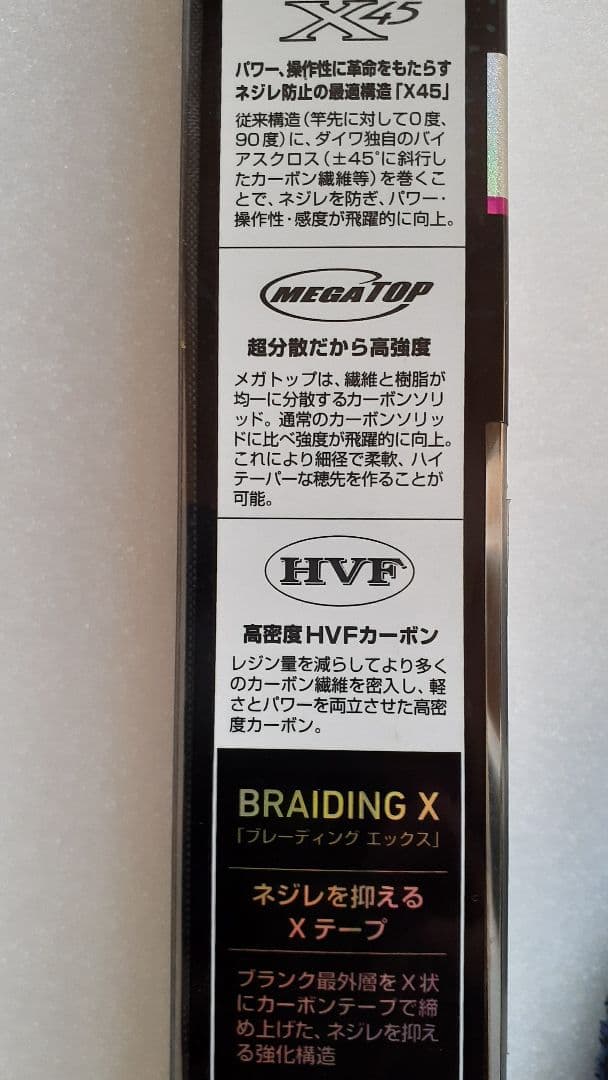 X45
パワー、操作性に革命をもたらす
ネジレ防止の最適構造「X45」
従来構造(竿先に対して0度、
90度)に、ダイワ独自のバイ
アスクロス(±45°に斜行し
たカーボン繊維等)を巻くこ
とで、ネジレを防ぎ、パワー・
操作性・感度が飛躍的に向上。
MEGATOP
超分散だから高強度
メガトップは、繊維と樹脂が
均一に分散するカーボンソリ
ッド。通常のカーボンソリッ
ドに比べ強度が飛躍的に向上。
これにより細径で柔軟、ハイ
テーパーな穂先を作ることが
可能。
HVF
高密度HVFカーボン
レジン量を減らしてより多く
のカーボン繊維を密入し、軽
さとパワーを両立させた高密
度カーボン。
BRAIDING X
「ブレーディング エックス」
ネジレを抑える
Xテープ
ブランク最外層をX状
にカーボンテープで締
め上げた、ネジレを抑え
る強化構造